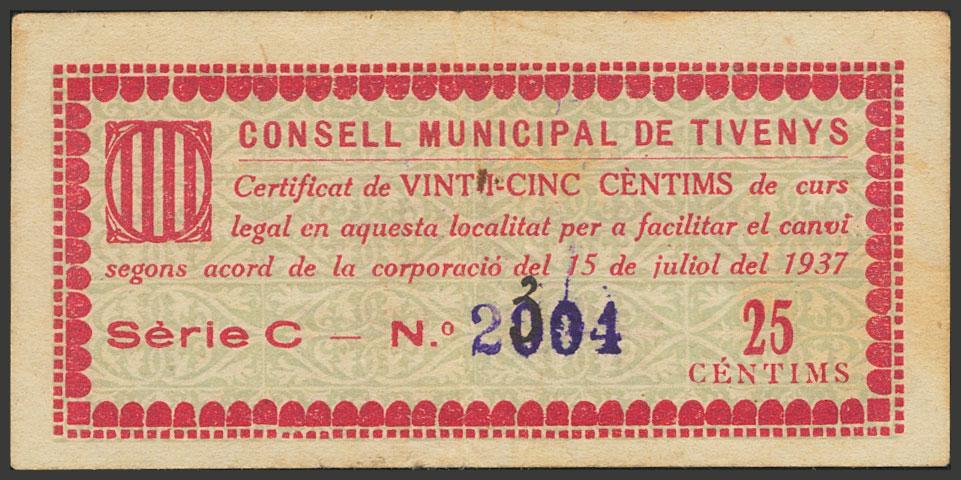 CONSELL MUNICIPAL DE TIVENYS
Certificat de VINT-I-CINC CÈNTIMS de curs
legal en aquesta localitat per a facilitar el canvi
segons acord de la corporació del 15 de juliol del 1937
Sèrie C — N.º 2004 25
CÉNTIMS